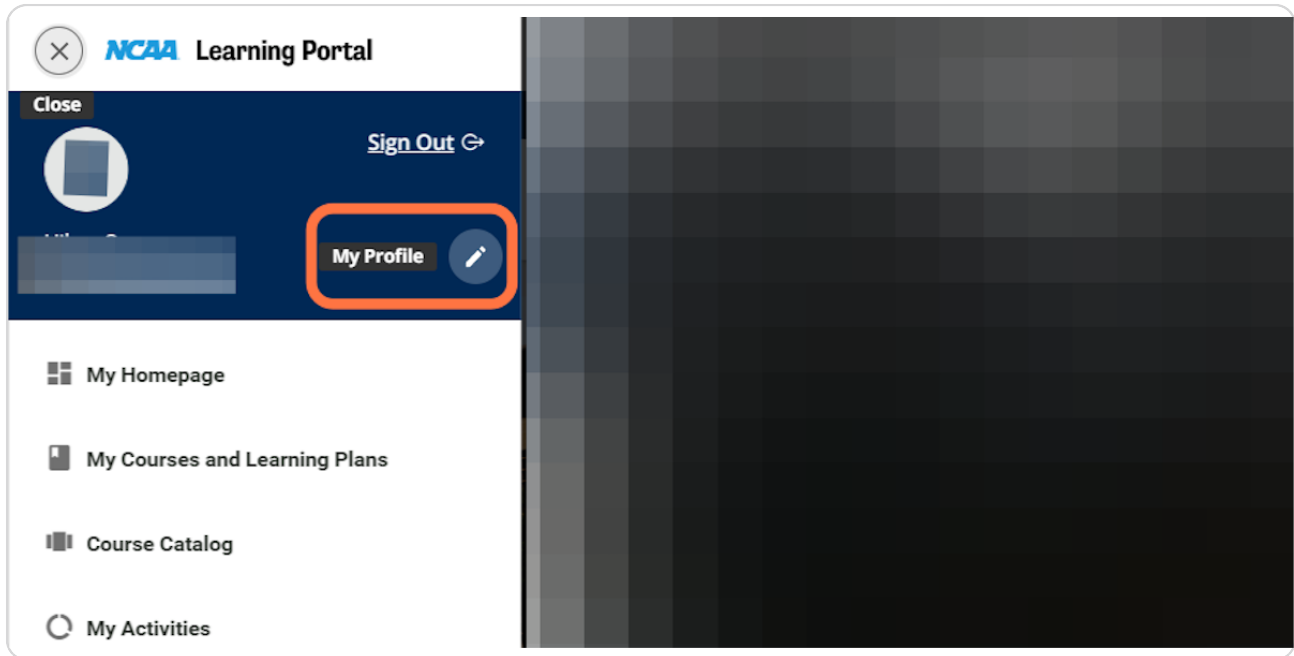 NCAA Learning Portal
Close
Sign Out
My Profile
My Homepage
My Courses and Learning Plans
Course Catalog
My Activities